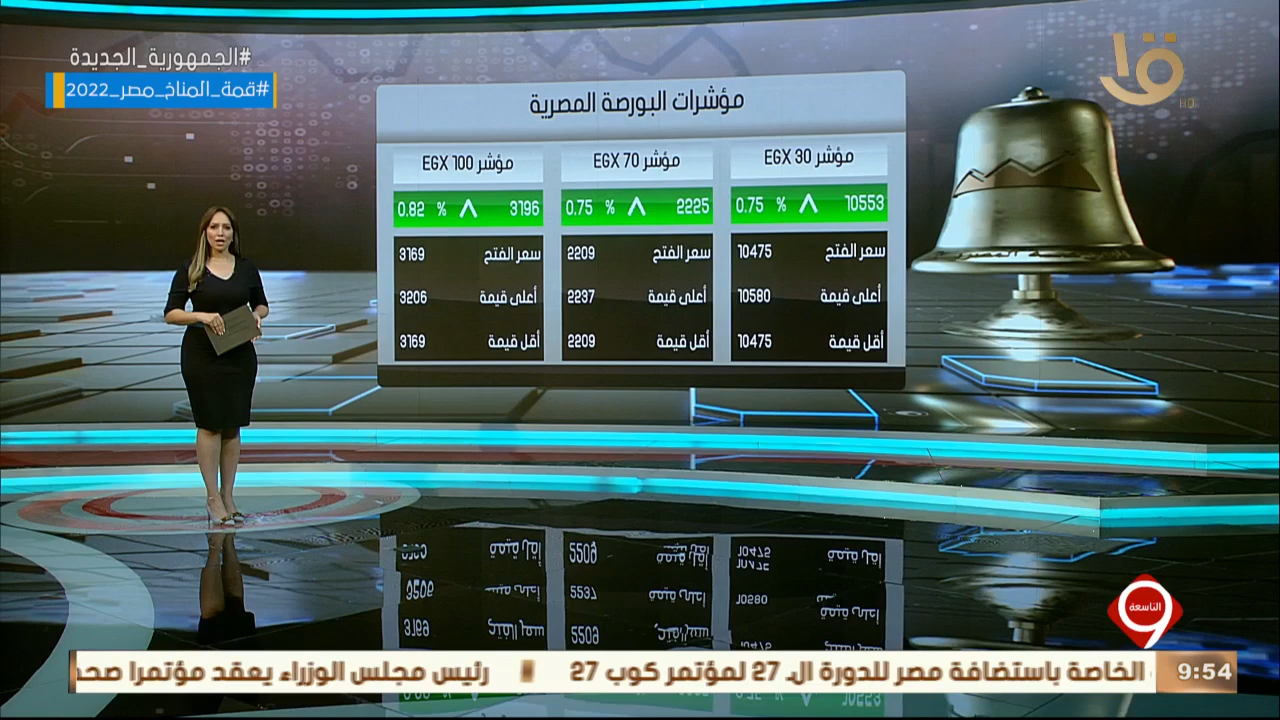 #الجمهورية_الجديدة
#قمة_المناخ_مصر_2022
HD
مؤشرات البورصة المصرية
مؤشر EGX 30
10553 % 0.75
سعر الفتح 10475
أعلى قيمة 10580
أقل قيمة 10475
مؤشر EGX 70
2225 % 0.75
سعر الفتح 2209
أعلى قيمة 2237
أقل قيمة 2209
مؤشر EGX 100
3196 % 0.82
سعر الفتح 3169
أعلى قيمة 3206
أقل قيمة 3169
التاسعة
9
9:54
الخاصة باستضافة مصر للدورة الـ 27 لمؤتمر كوب 27 رئيس مجلس الوزراء يعقد مؤتمرا